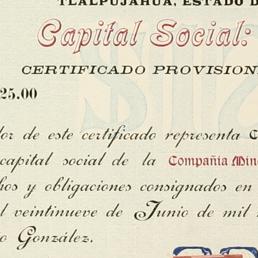 TLALPUJAHUA, ESTADO D
Capital Social:
CERTIFICADO PROVISION
25.00
dor de este certificado representa
capital social de la Compañia Min
hos y obligaciones consignados en
l veintinueve de Junio de mil
o González.